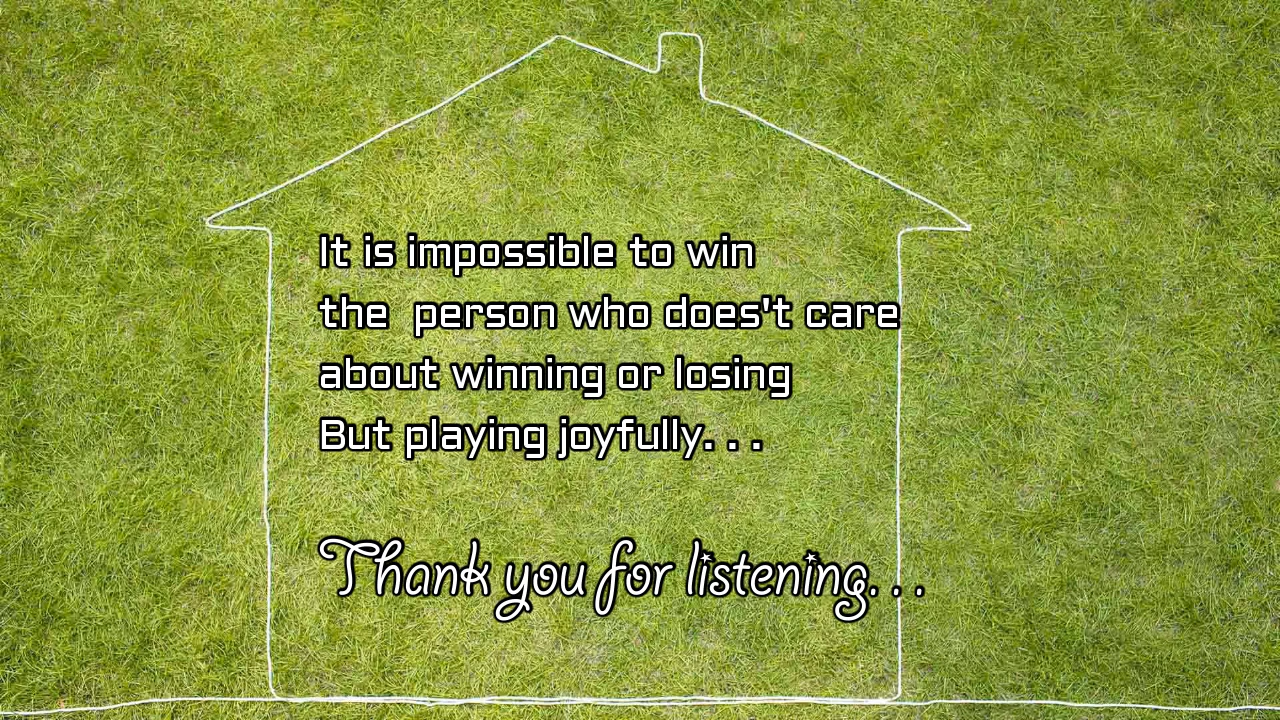 It is impossible to win
the  person who does't care
about winning or losing
But playing joyfully. . .
Thank you for listening. . .